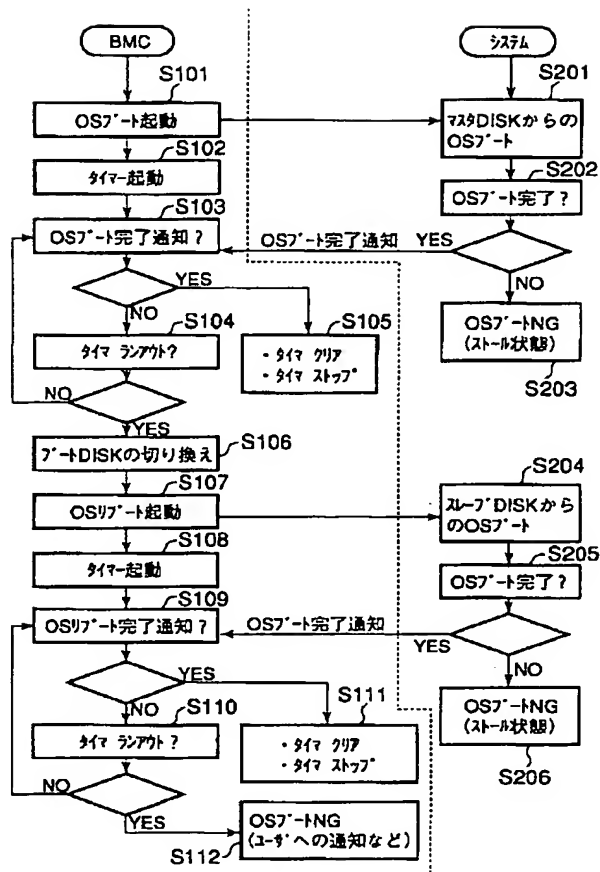 BMC
S101
OSブート起動
S102
タイマー起動
S103
OSブート完了通知?
YES
NO
S104
タイマ ランアウト?
NO
YES
S105
・タイマ クリア
・タイマ ストップ
S106
ブートDISKの切り換え
S107
OSリブート起動
S108
タイマー起動
S109
OSリブート完了通知?
YES
NO
S110
タイマ ランアウト?
NO
YES
S111
・タイマ クリア
・タイマ ストップ
OSブートNG
(ユーザへの通知など)
S112
システム
S201
マスタDISKからの
OSブート
S202
OSブート完了?
OSブート完了通知
YES
NO
OSブートNG
(ストール状態)
S203
S204
スレーブDISKから
のOSブート
S205
OSブート完了?
OSブート完了通知
YES
NO
OSブートNG
(ストール状態)
S206